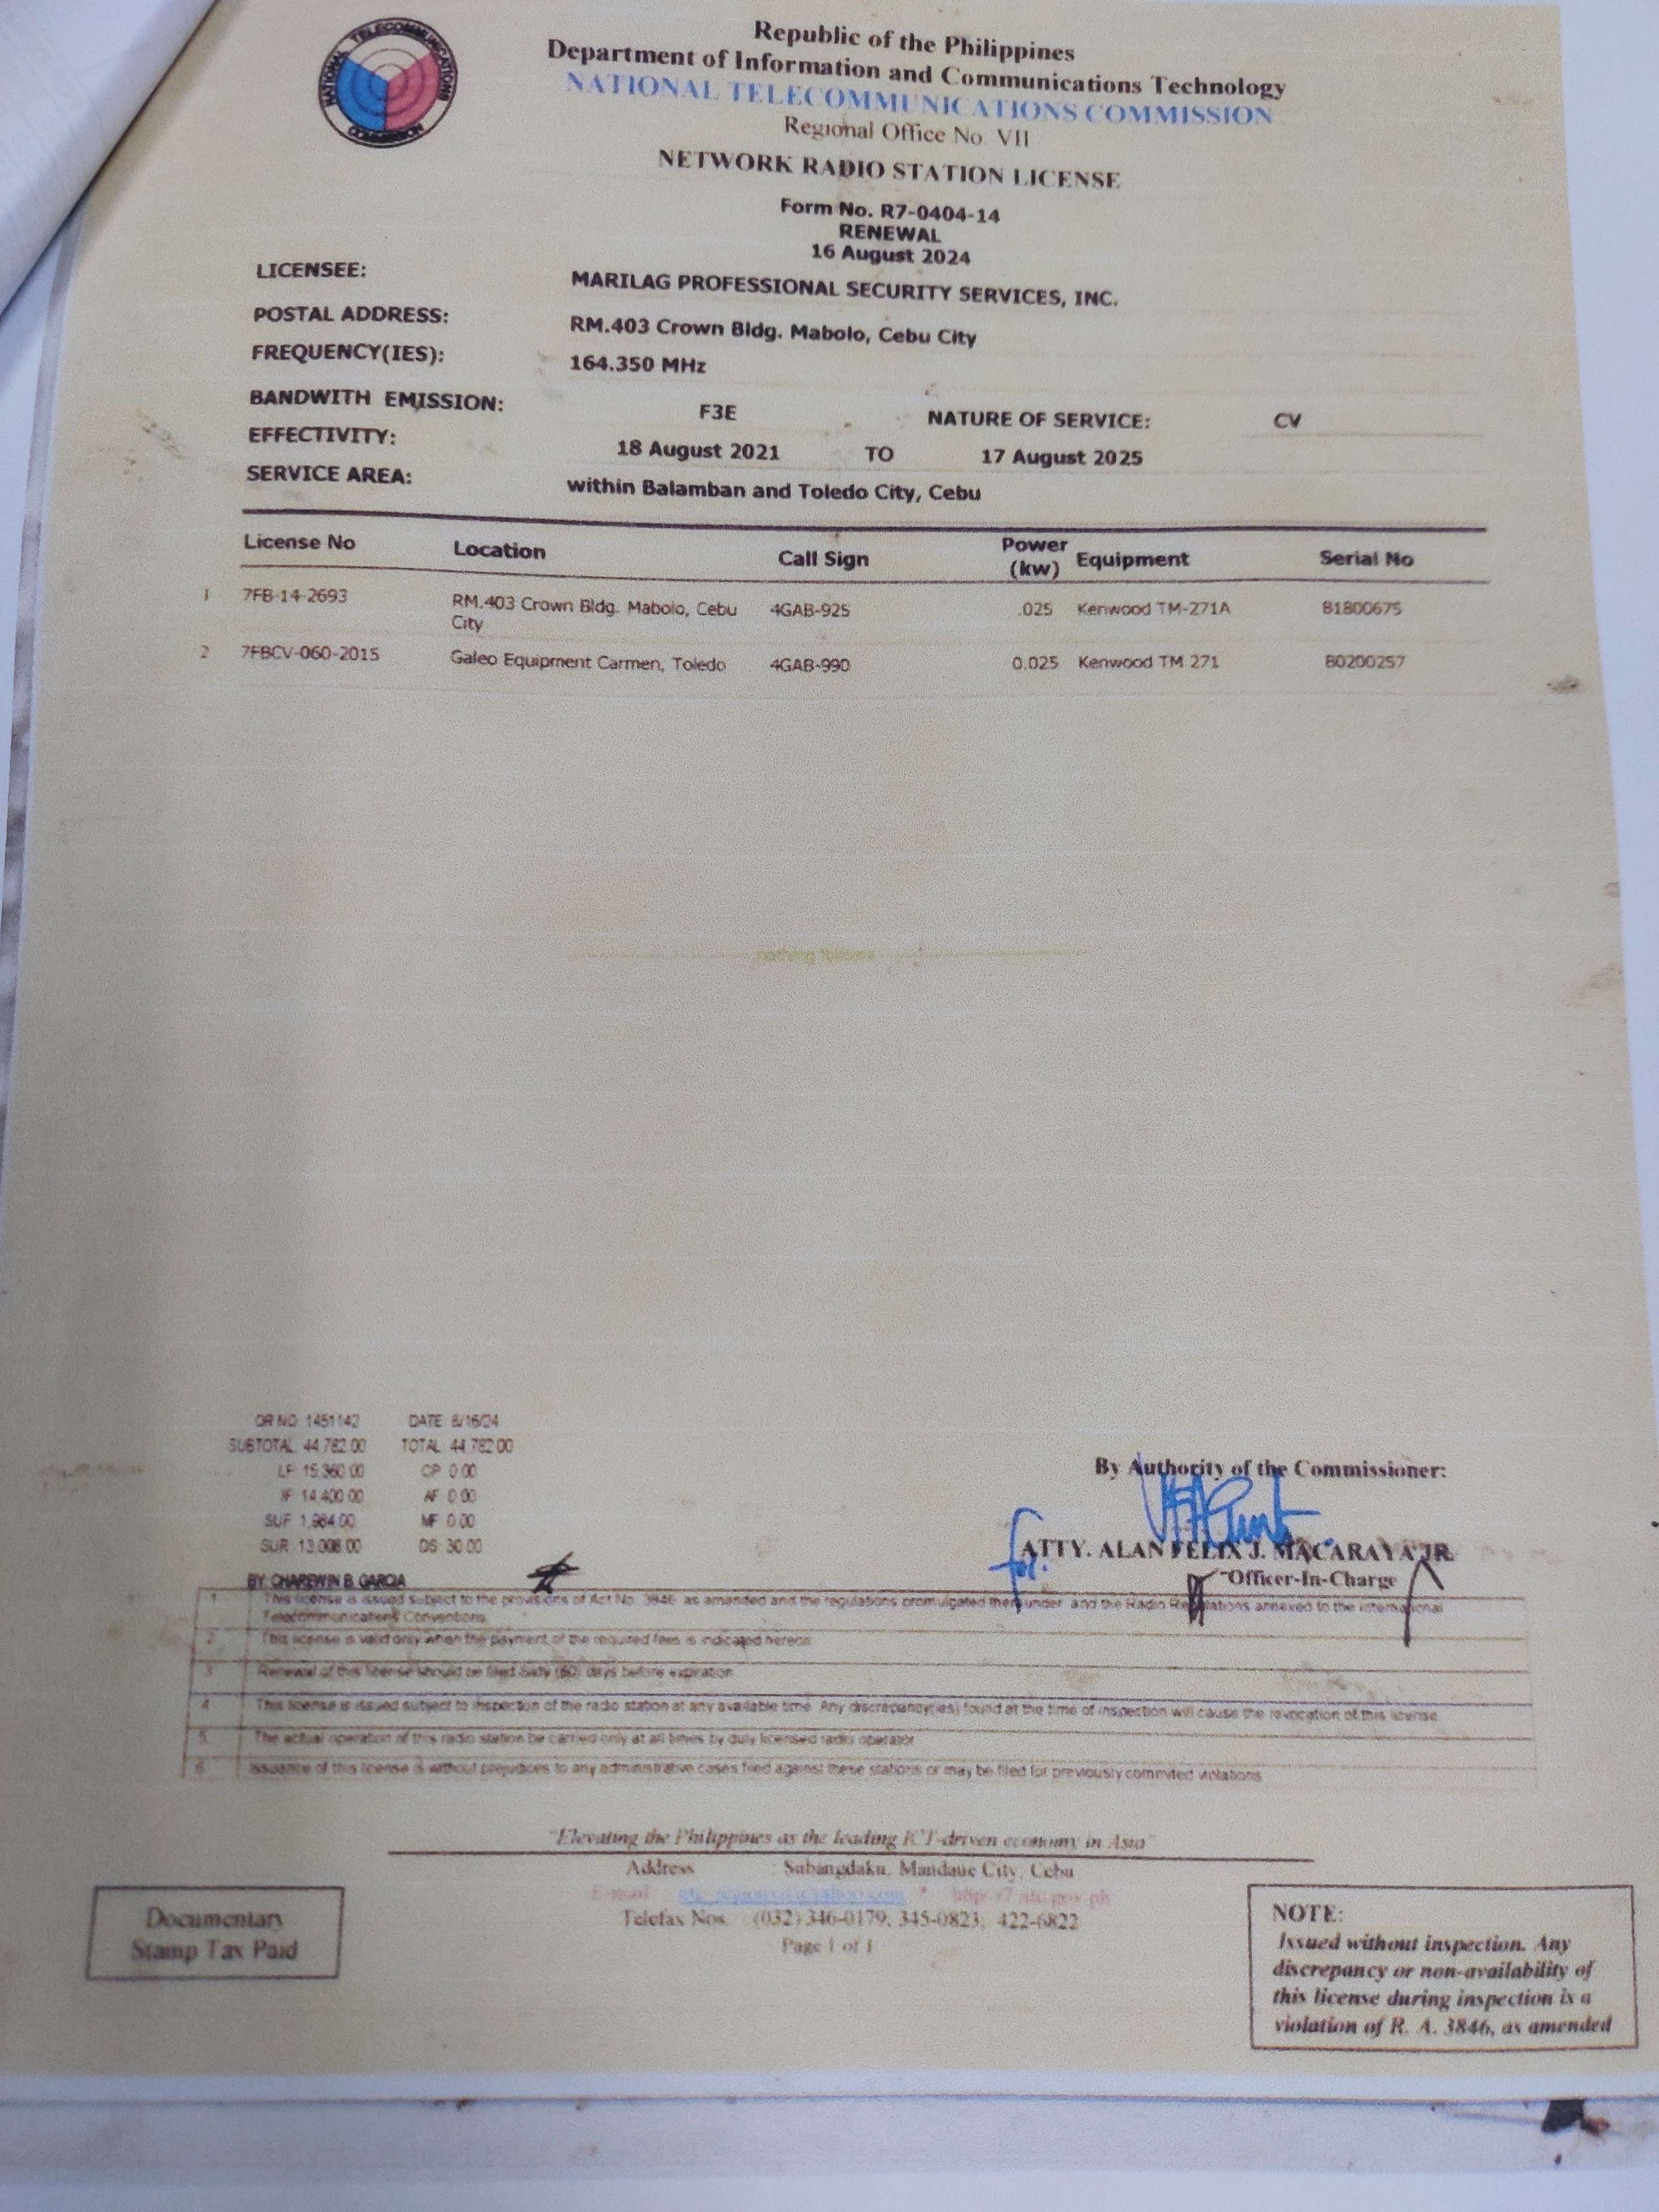 NATIONAL TELECOMMUNICATIONS COMMISSION
Republic of the Philippines
Department of Information and Communications Technology
NATIONAL TELECOMMUNICATIONS COMMISSION
Regional Office No VII
NETWORK RADIO STATION LICENSE
Form No. R7-0404-14
RENEWAL
16 August 2024
LICENSEE: MARILAG PROFESSIONAL SECURITY SERVICES, INC.
POSTAL ADDRESS: RM.403 Crown Bldg. Mabolo, Cebu City
FREQUENCY(IES): 164.350 MHz
BANDWITH EMISSION: F3E NATURE OF SERVICE: CV
EFFECTIVITY: 18 August 2021 TO 17 August 2025
SERVICE AREA: within Balamban and Toledo City, Cebu
License No Location Call Sign Power (kw) Equipment Serial No
1 7FB-14-2693 RM.403 Crown Bldg. Mabolo, Cebu City 4GAB-925 .025 Kenwood TM-271A B1800675
2 7FBCV-060-2015 Galeo Equipment Carmen, Toledo 4GAB-990 0.025 Kenwood TM 271 B0200257
nothing follows
OR NO: 1451142 DATE: 8/16/24
SUBTOTAL: 44,782.00 TOTAL: 44,782.00
LF: 15,360.00 CP: 0.00
IF: 14,400.00 AF: 0.00
SUF: 1,984.00 MF: 0.00
SUR: 13,008.00 DS: 30.00
BY: CHAREWIN B. GARCIA
By Authority of the Commissioner:
for:
ATTY. ALAN FELIX J. MACARAYA JR.
Officer-In-Charge
1 This license is issued subject to the provisions of Act No. 3846, as amended and the regulations promulgated thereunder, and the Radio Regulations annexed to the International
Telecommunications Conventions.
2 This license is valid only when the payment of the required fees is indicated hereon.
3 Renewal of this license should be filed Sixty (60) days before expiration.
4 This license is issued subject to inspection of the radio station at any available time. Any discrepancy(ies) found at the time of inspection will cause the revocation of this license.
5 The actual operation of this radio station be carried only at all times by duly licensed radio operator
6 Issuance of this license is without prejudices to any administrative cases filed against these stations or may be filed for previously commited violations.
"Elevating the Philippines as the leading ICT-driven economy in Asia"
Address : Subangdaku, Mandaue City, Cebu
E-mail
Telefax Nos. (032) 346-0179, 345-0823, 422-6822
Page 1 of 1
Documentary
Stamp Tax Paid
NOTE:
Issued without inspection. Any
discrepancy or non-availability of
this license during inspection is a
violation of R. A. 3846, as amended